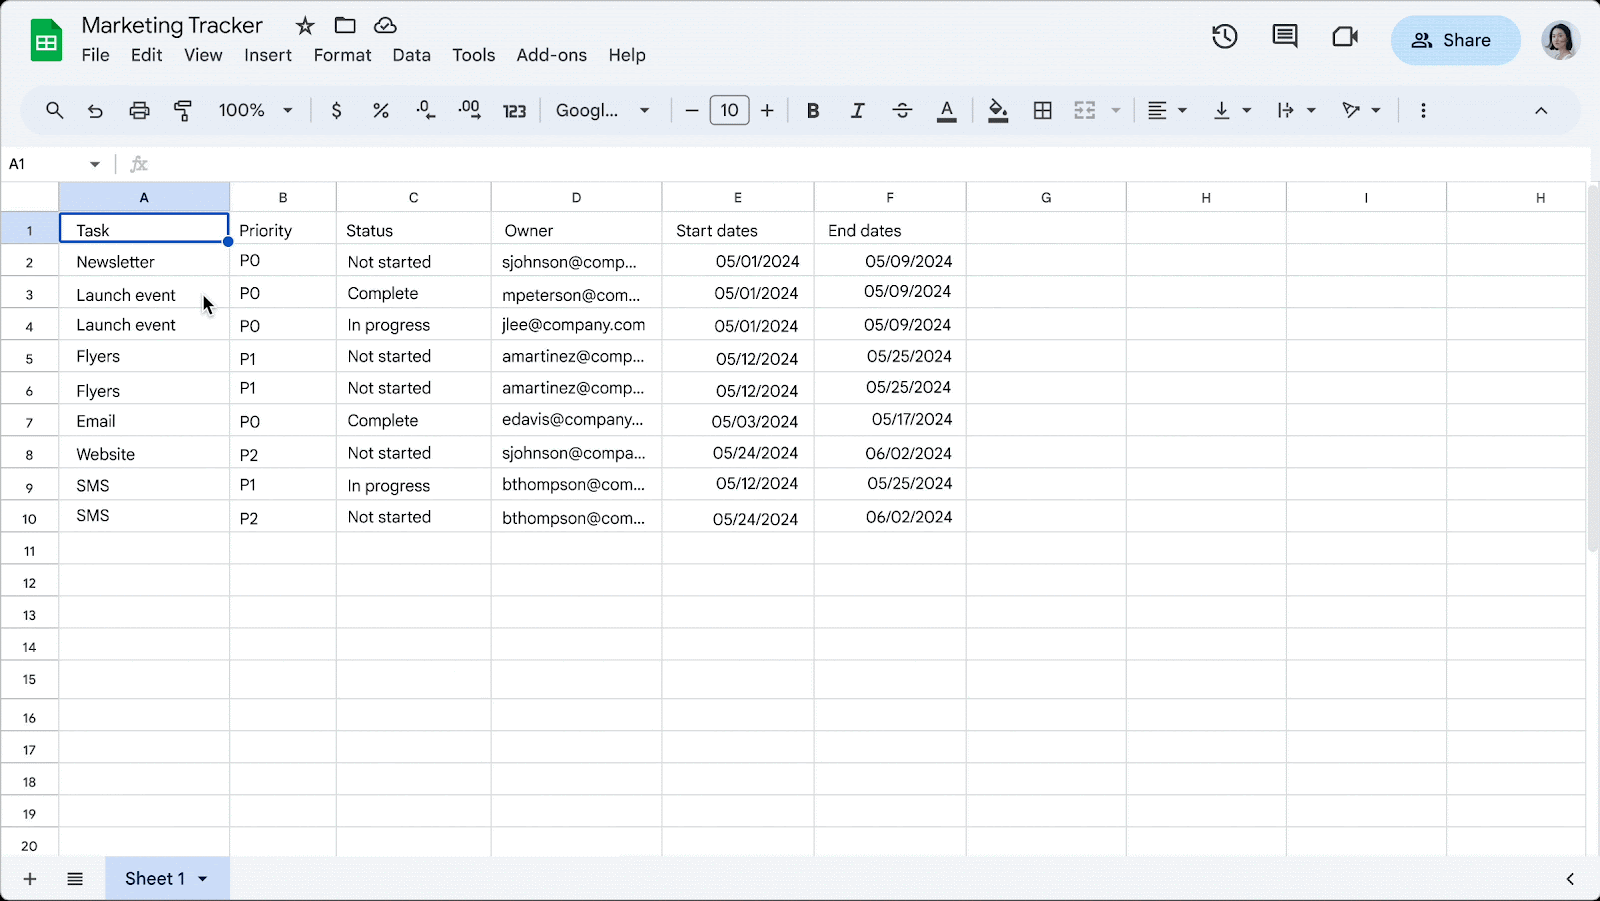 Marketing Tracker
File Edit View Insert Format Data Tools Add-ons Help
Share
100% $ % .0 .00 123 Googl... 10 B I A
A1 fx
A B C D E F G H I H
1 Task Priority Status Owner Start dates End dates
2 Newsletter P0 Not started sjohnson@comp... 05/01/2024 05/09/2024
3 Launch event P0 Complete mpeterson@com... 05/01/2024 05/09/2024
4 Launch event P0 In progress jlee@company.com 05/01/2024 05/09/2024
5 Flyers P1 Not started amartinez@comp... 05/12/2024 05/25/2024
6 Flyers P1 Not started amartinez@comp... 05/12/2024 05/25/2024
7 Email P0 Complete edavis@company... 05/03/2024 05/17/2024
8 Website P2 Not started sjohnson@compa... 05/24/2024 06/02/2024
9 SMS P1 In progress bthompson@com... 05/12/2024 05/25/2024
10 SMS P2 Not started bthompson@com... 05/24/2024 06/02/2024
11
12
13
14
15
16
17
18
19
20
Sheet 1